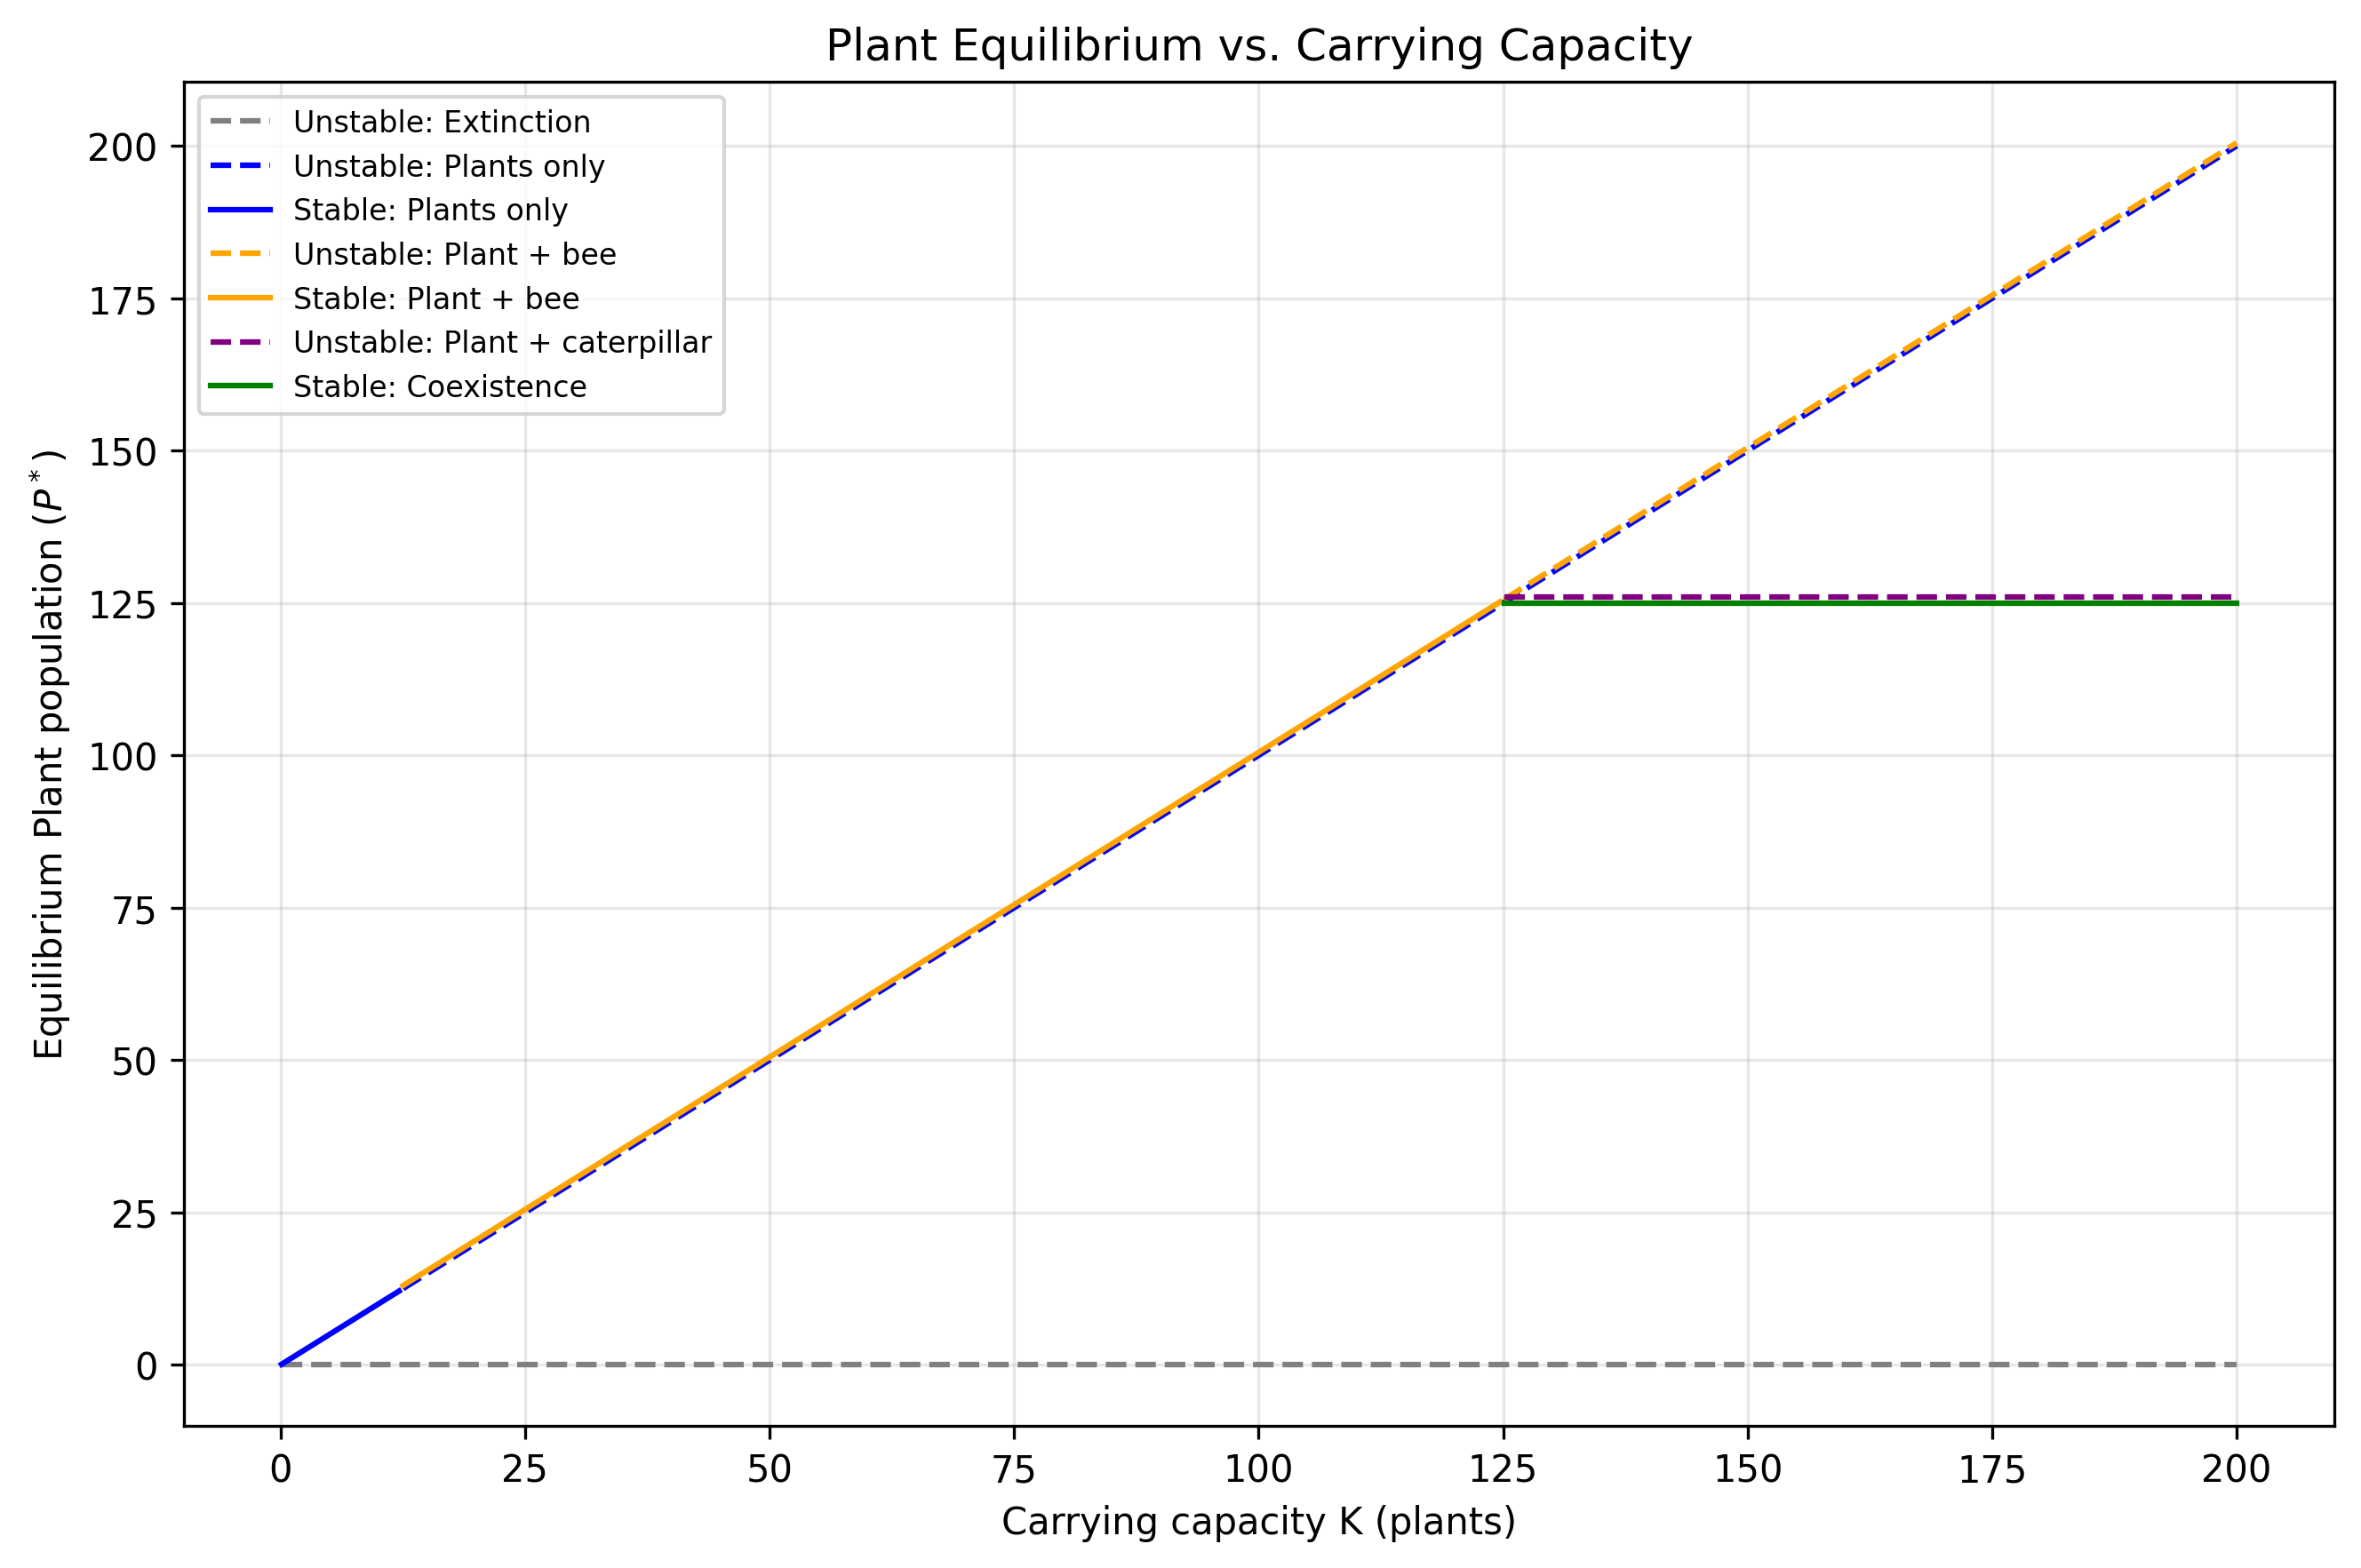 Plant Equilibrium vs. Carrying Capacity
Unstable: Extinction
Unstable: Plants only
Stable: Plants only
Unstable: Plant + bee
Stable: Plant + bee
Unstable: Plant + caterpillar
Stable: Coexistence
Equilibrium Plant population (P*)
200
175
150
125
100
75
50
25
0
0 25 50 75 100 125 150 175 200
Carrying capacity K (plants)